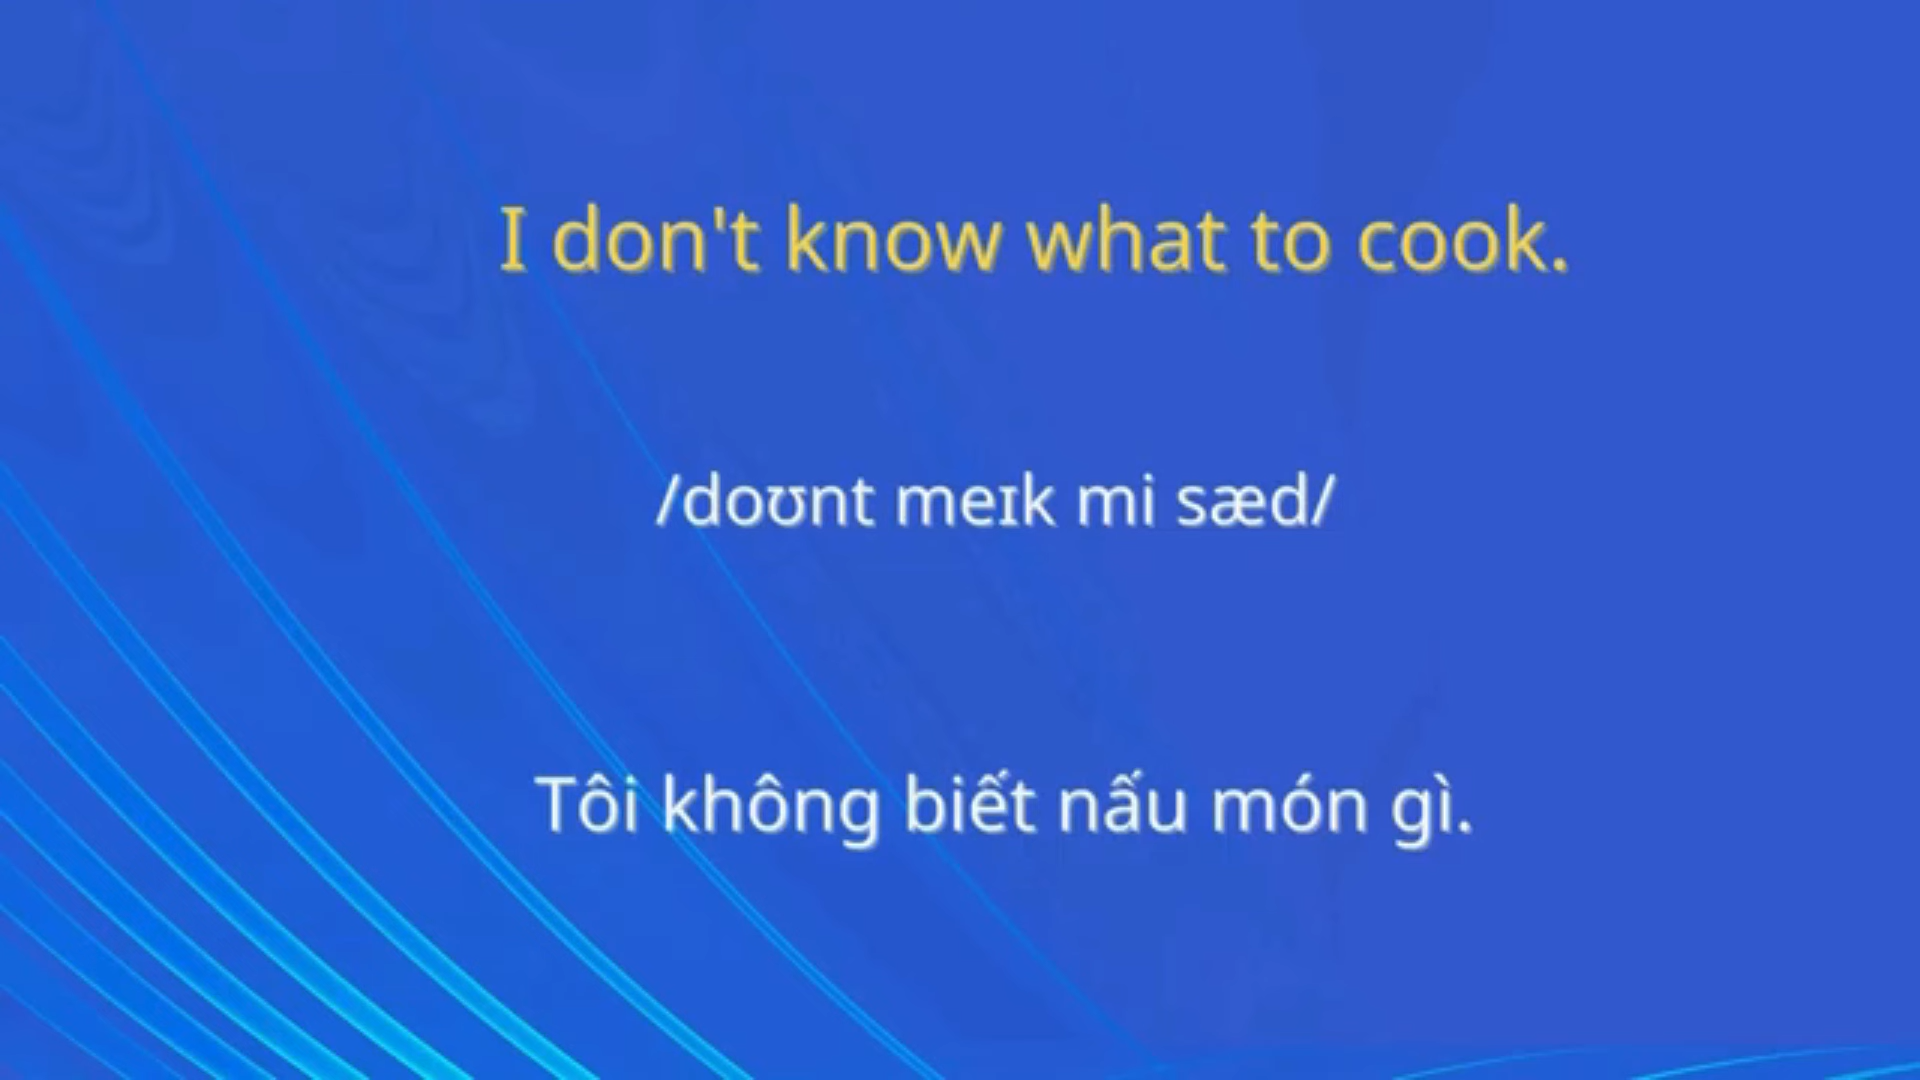 I don't know what to cook.
/doʊnt meɪk mi sæd/
Tôi không biết nấu món gì.